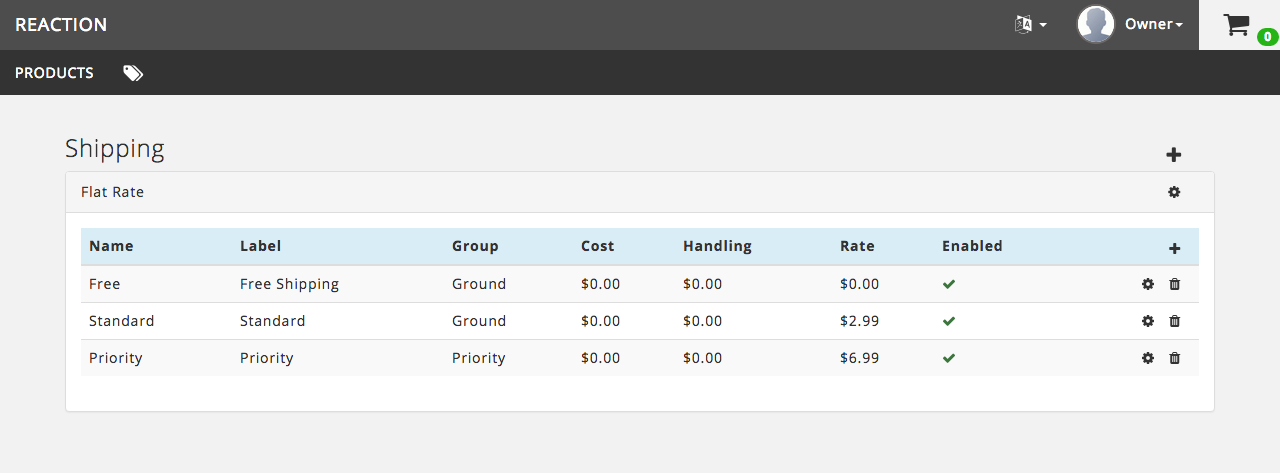 REACTION
Owner
0
PRODUCTS
Shipping
Flat Rate
Name Label Group Cost Handling Rate Enabled
Free Free Shipping Ground $0.00 $0.00 $0.00
Standard Standard Ground $0.00 $0.00 $2.99
Priority Priority Priority $0.00 $0.00 $6.99